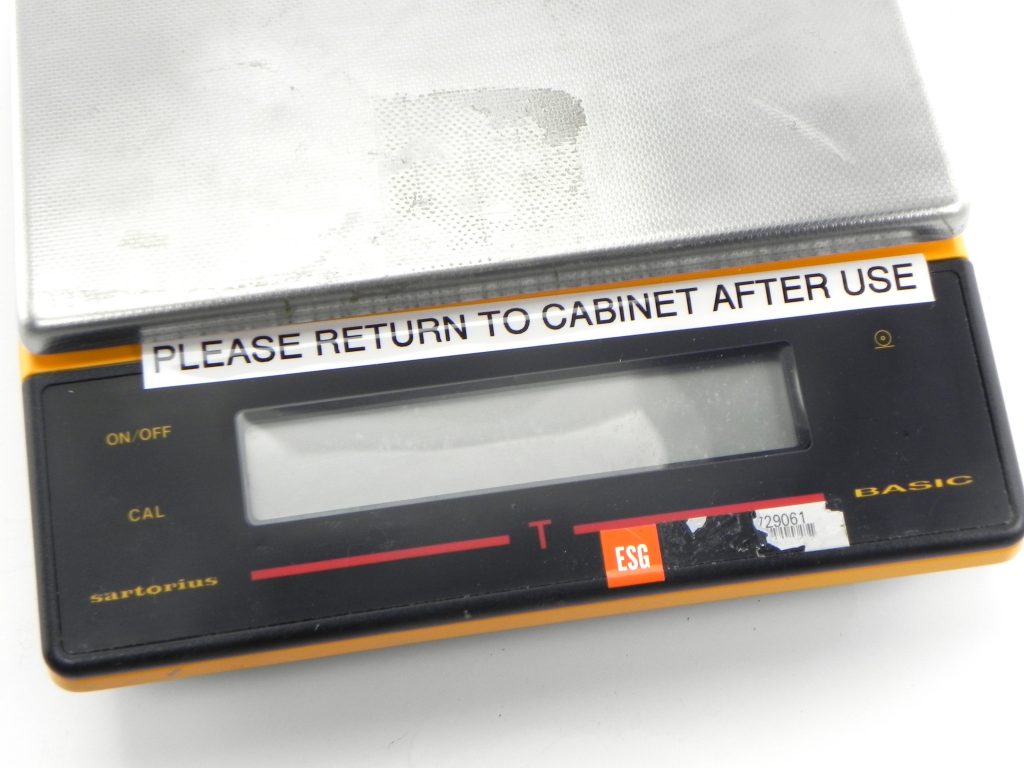 PLEASE RETURN TO CABINET AFTER USE
ON/OFF
CAL
BASIC
T
ESG
729061
sartorius